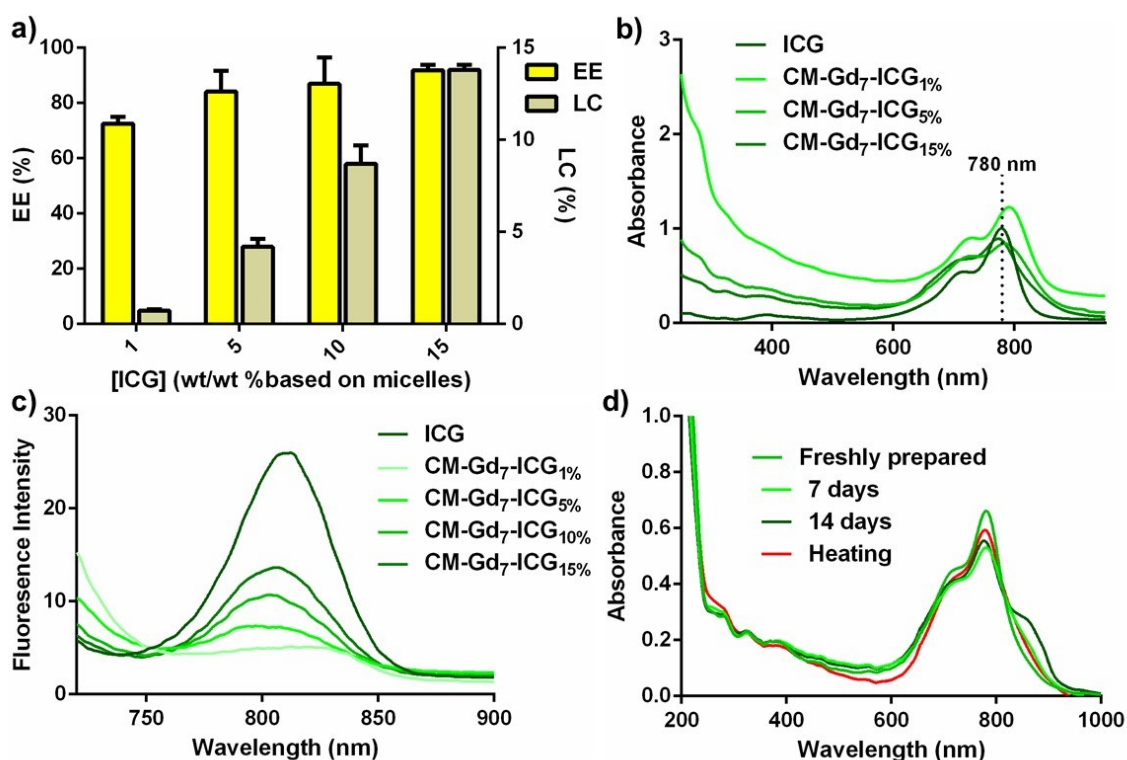 a)
100
80
60
40
20
0
EE (%)
15
10
5
0
LC (%)
EE
LC
1
5
10
15
[ICG] (wt/wt %based on micelles)
b)
3
2
1
0
Absorbance
ICG
CM-Gd₇-ICG₁%
CM-Gd₇-ICG₅%
CM-Gd₇-ICG₁₅%
780 nm
400
600
800
Wavelength (nm)
c)
30
20
10
0
Fluoresence Intensity
ICG
CM-Gd₇-ICG₁%
CM-Gd₇-ICG₅%
CM-Gd₇-ICG₁₀%
CM-Gd₇-ICG₁₅%
750
800
850
900
Wavelength (nm)
d)
1.0
0.8
0.6
0.4
0.2
0.0
Absorbance
Freshly prepared
7 days
14 days
Heating
200
400
600
800
1000
Wavelength (nm)